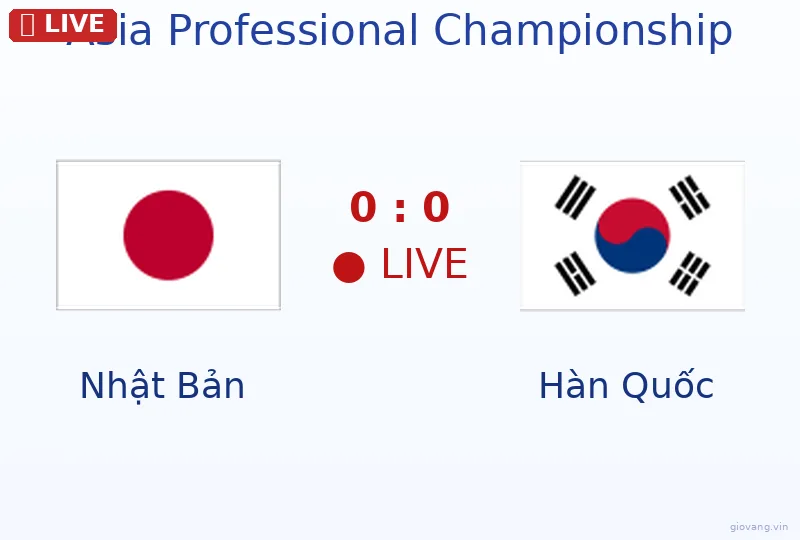 LIVE
Asia Professional Championship
0 : 0
● LIVE
Nhật Bản
Hàn Quốc
giovang.vin